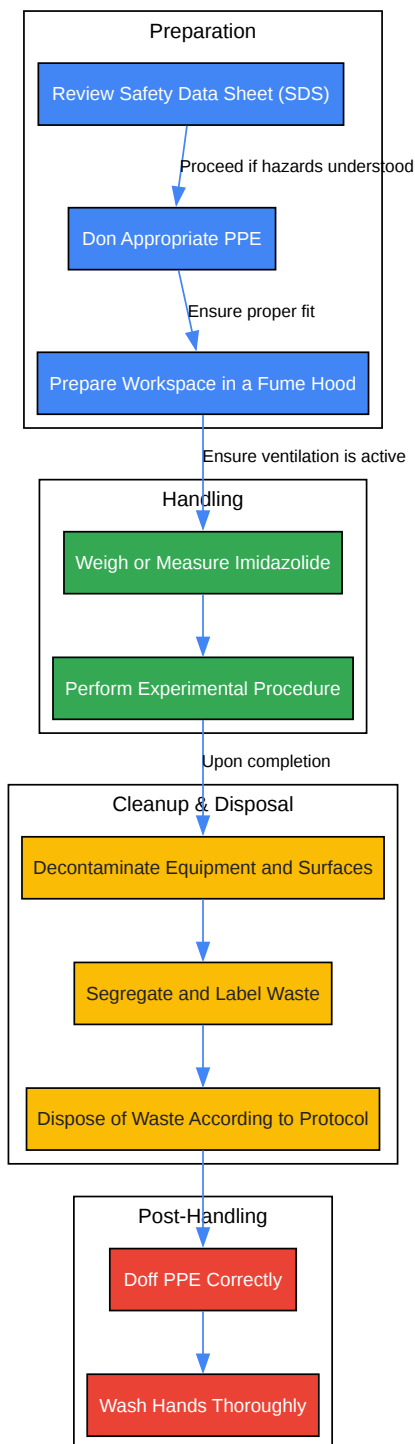 Preparation
Review Safety Data Sheet (SDS)
Proceed if hazards understood
Don Appropriate PPE
Ensure proper fit
Prepare Workspace in a Fume Hood
Ensure ventilation is active
Handling
Weigh or Measure Imidazolide
Perform Experimental Procedure
Upon completion
Cleanup & Disposal
Decontaminate Equipment and Surfaces
Segregate and Label Waste
Dispose of Waste According to Protocol
Post-Handling
Doff PPE Correctly
Wash Hands Thoroughly